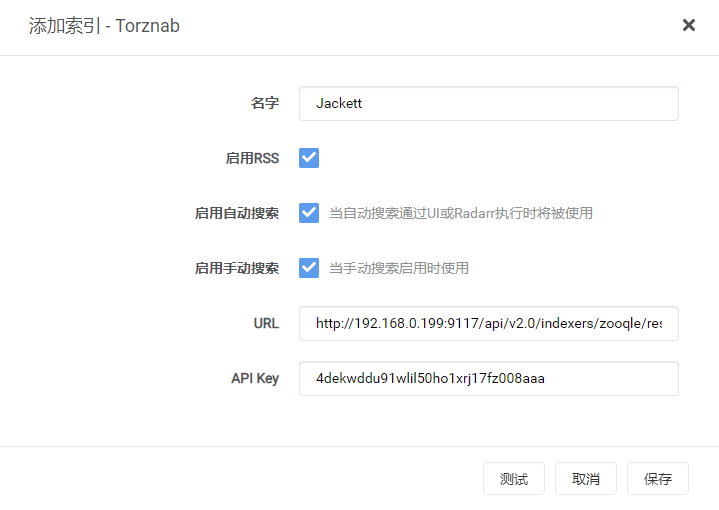 添加索引 - Torznab
名字 Jackett
启用RSS
启用自动搜索 当自动搜索通过UI或Radarr执行时将被使用
启用手动搜索 当手动搜索启用时使用
URL http://192.168.0.199:9117/api/v2.0/indexers/zooqle/res
API Key 4dekwddu91wlil50ho1xrj17fz008aaa
测试 取消 保存